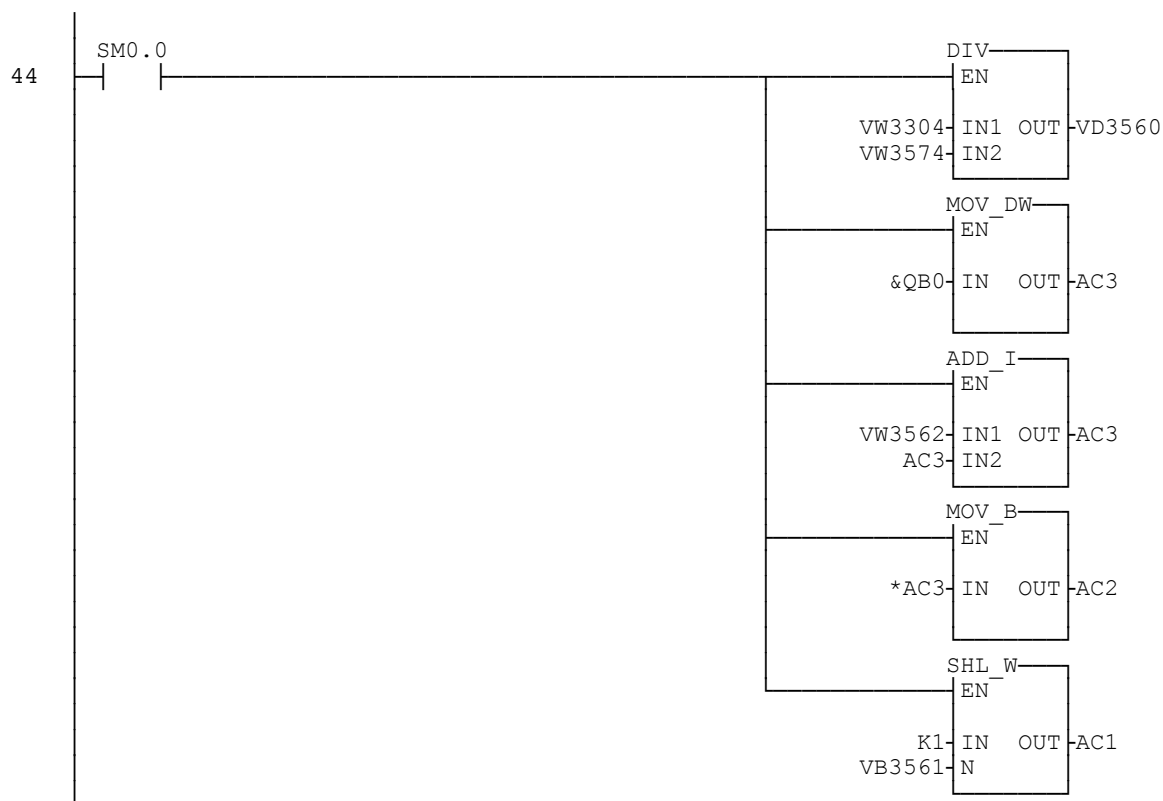 SM0.0 DIV
44 EN
VW3304 IN1 OUT VD3560
VW3574 IN2
MOV_DW
EN
&QB0 IN OUT AC3
ADD_I
EN
VW3562 IN1 OUT AC3
AC3 IN2
MOV_B
EN
*AC3 IN OUT AC2
SHL_W
EN
K1 IN OUT AC1
VB3561 N